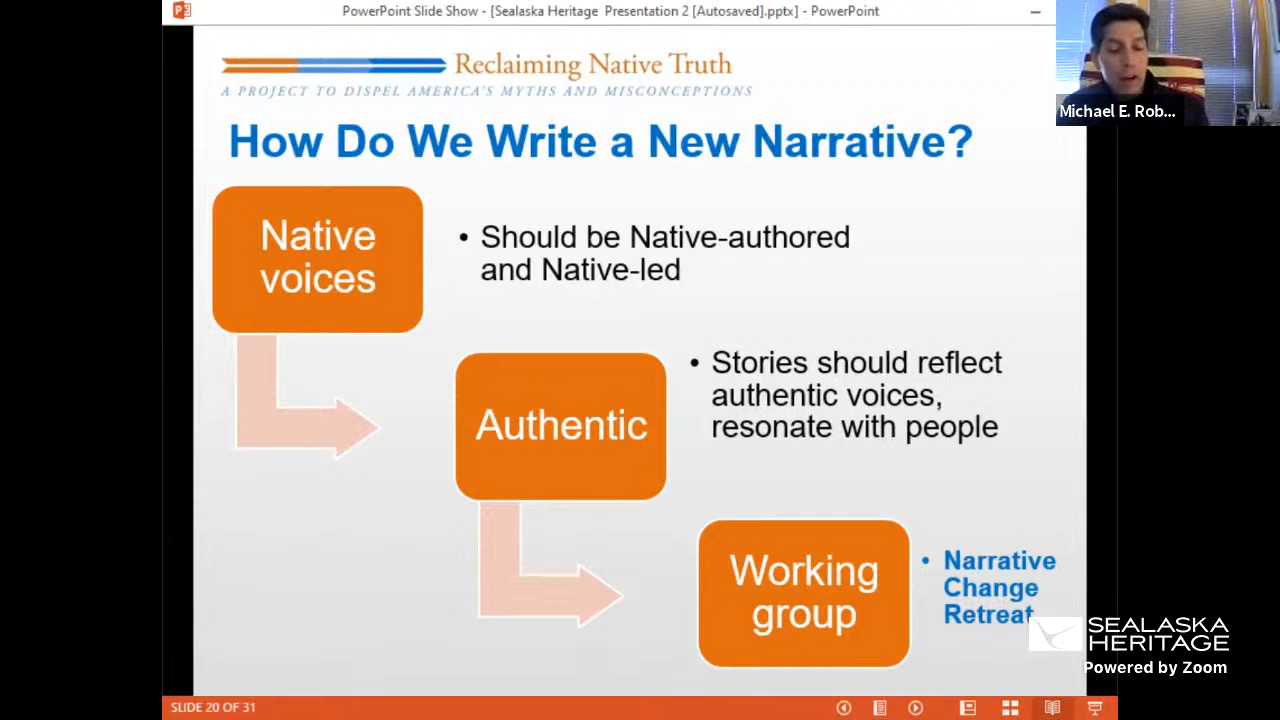 PowerPoint Slide Show - [Sealaska Heritage Presentation 2 [Autosaved].pptx] - PowerPoint
Reclaiming Native Truth
A PROJECT TO DISPEL AMERICA'S MYTHS AND MISCONCEPTIONS
Michael E. Rob...
How Do We Write a New Narrative?
Native
voices
• Should be Native-authored
and Native-led
Authentic
• Stories should reflect
authentic voices,
resonate with people
Working
group
• Narrative
Change
Retreat
SEALASKA
HERITAGE
Powered by Zoom
SLIDE 20 OF 31